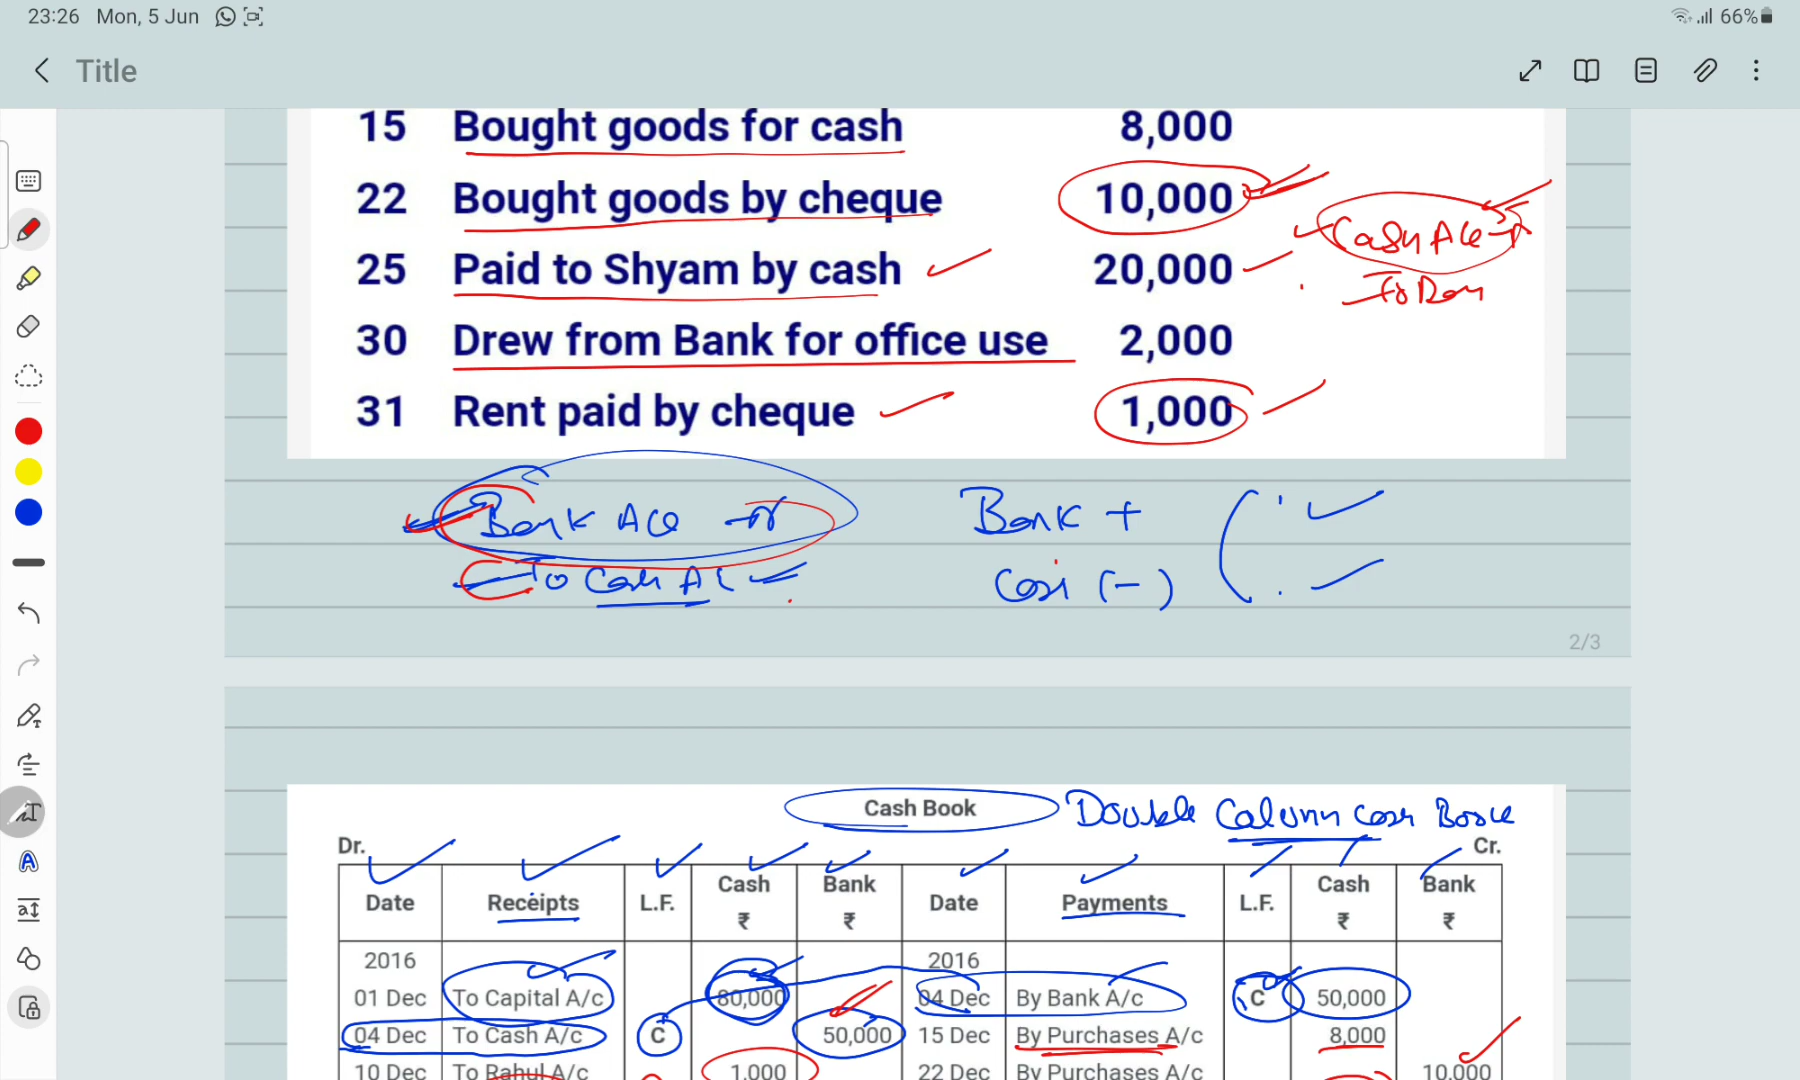 23:26 Mon, 5 Jun 66%
Title
15 Bought goods for cash 8,000
22 Bought goods by cheque 10,000
25 Paid to Shyam by cash 20,000
30 Drew from Bank for office use 2,000
31 Rent paid by cheque 1,000
Cash A/c
To Ram
Bank A/c Bank +
To Cash A/c Cash (-)
2/3
Cash Book Double Column Cash Book
Dr. Cr.
Date Receipts L.F. Cash ₹ Bank ₹ Date Payments L.F. Cash ₹ Bank ₹
2016 2016
01 Dec To Capital A/c 80,000 04 Dec By Bank A/c C 50,000
04 Dec To Cash A/c C 50,000 15 Dec By Purchases A/c 8,000
10 Dec To Rahul A/c 1,000 22 Dec By Purchases A/c 10,000